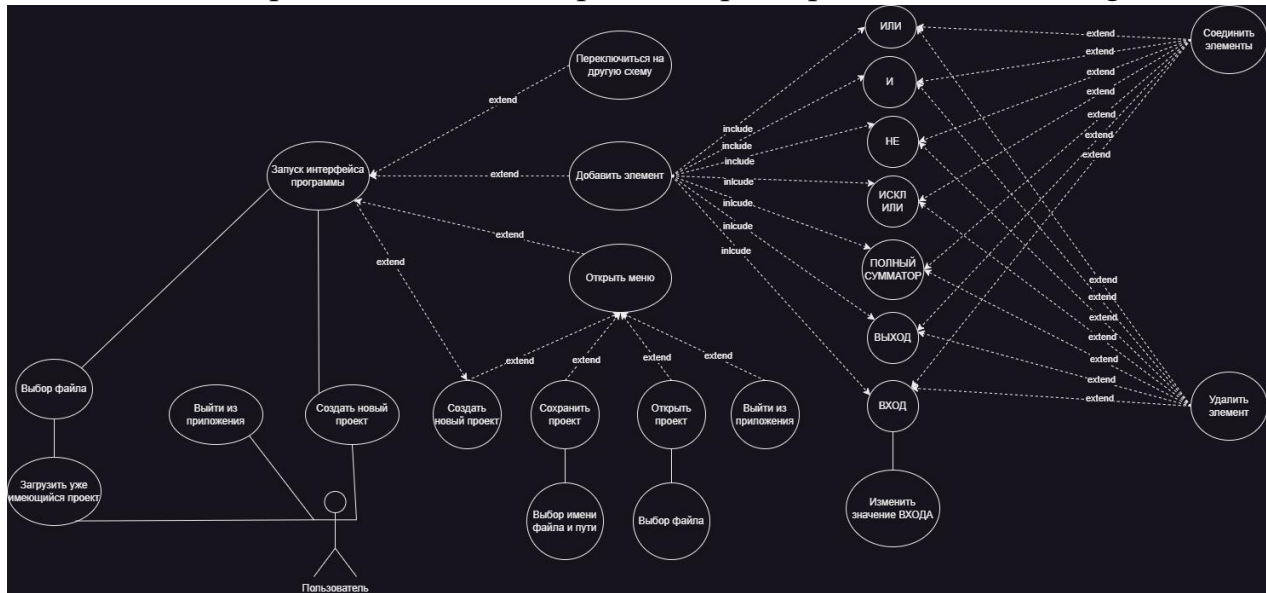 ИЛИ
Соединить
элементы
extend
Переключиться на
другую схему
extend
И
extend
extend
extend
extend
include
extend
include
extend
НЕ
include
Запуск интерфейса
программы
extend
Добавить элемент
include
inlcude
ИСКЛ
ИЛИ
inlcude
extend
inlcude
extend
ПОЛНЫЙ
СУММАТОР
Открыть меню
extend
extend
extend
extend
ВЫХОД
extend
extend
extend
extend
extend
Выбор файла
extend
extend
Выйти из
приложения
Создать новый
проект
Создать
новый проект
Сохранить
проект
Открыть
проект
Выйти из
приложения
ВХОД
Удалить
элемент
Загрузить уже
имеющийся проект
Выбор имени
файла и пути
Выбор файла
Изменить
значение ВХОДА
Пользователь